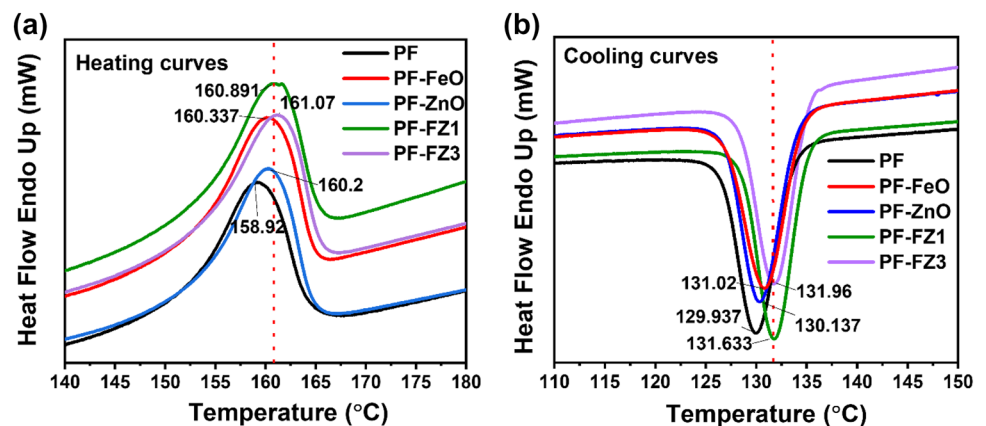 (a)
Heating curves
PF
PF-FeO
PF-ZnO
PF-FZ1
PF-FZ3
160.891
161.07
160.337
160.2
158.92
Heat Flow Endo Up (mW)
140 145 150 155 160 165 170 175 180
Temperature (°C)
(b)
Cooling curves
PF
PF-FeO
PF-ZnO
PF-FZ1
PF-FZ3
131.02
131.96
129.937
130.137
131.633
Heat Flow Endo Up (mW)
110 115 120 125 130 135 140 145 150
Temperature (°C)